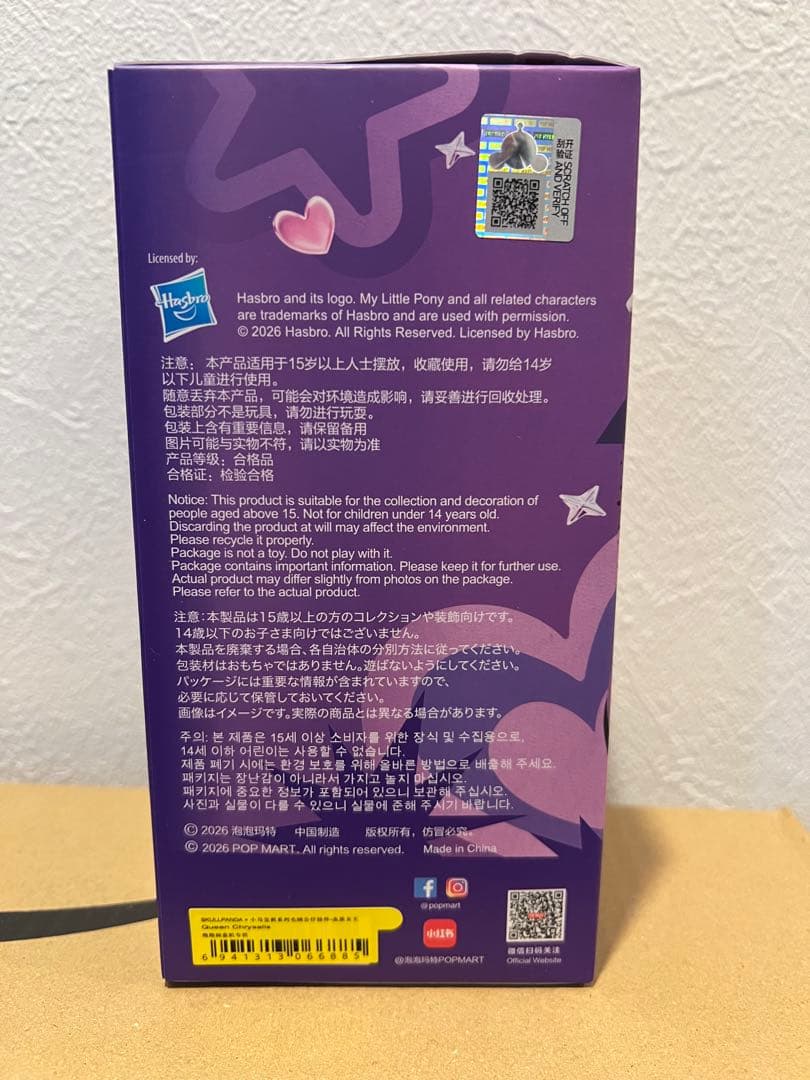 刮开
验证 SCRATCH OFF
AND VERIFY
Licensed by:
Hasbro
Hasbro and its logo. My Little Pony and all related characters
are trademarks of Hasbro and are used with permission.
© 2026 Hasbro. All Rights Reserved. Licensed by Hasbro.
注意：本产品适用于15岁以上人士摆放，收藏使用，请勿给14岁
以下儿童进行使用。
随意丢弃本产品，可能会对环境造成影响，请妥善进行回收处理。
包装部分不是玩具，请勿进行玩耍。
包装上含有重要信息，请保留备用
图片可能与实物不符，请以实物为准
产品等级：合格品
合格证：检验合格
Notice: This product is suitable for the collection and decoration of
people aged above 15. Not for children under 14 years old.
Discarding the product at will may affect the environment.
Please recycle it properly.
Package is not a toy. Do not play with it.
Package contains important information. Please keep it for further use.
Actual product may differ slightly from photos on the package.
Please refer to the actual product.
注意：本製品は15歳以上の方のコレクションや装飾向けです。
14歳以下のお子さま向けではございません。
本製品を廃棄する場合、各自治体の分別方法に従ってください。
包装材はおもちゃではありません。遊ばないようにしてください。
パッケージには重要な情報が含まれていますので、
必要に応じて保管しておいてください。
画像はイメージです。実際の商品とは異なる場合があります。
주의: 본 제품은 15세 이상 소비자를 위한 장식 및 수집용으로,
14세 이하 어린이는 사용할 수 없습니다.
제품 폐기 시에는 환경 보호를 위해 올바른 방법으로 배출해 주세요.
패키지는 장난감이 아니라서 가지고 놀지 마십시오.
패키지에 중요한 정보가 포함되어 있으니 보관해 주십시오.
사진과 실물이 다를 수 있으니 실물에 준해 주시기 바랍니다.
© 2026 泡泡玛特 中国制造 版权所有，仿冒必究。
© 2026 POP MART. All rights reserved. Made in China
@popmart
小红书
@泡泡玛特POPMART
微信扫码关注
Official Website
SKULLPANDA × 小马宝莉系列毛绒公仔挂件-
Queen Chrysalis
6 941313 066885